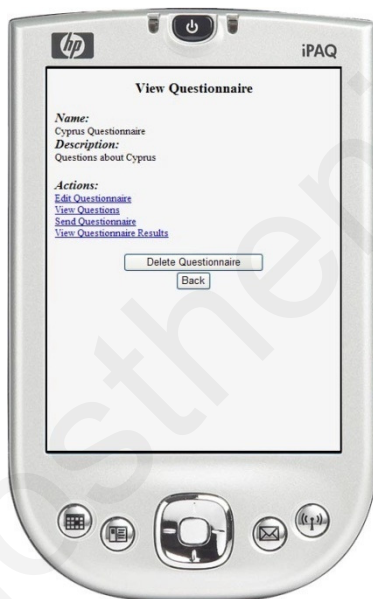 hp
iPAQ
View Questionnaire
Name:
Cyprus Questionnaire
Description:
Questions about Cyprus
Actions:
Edit Questionnaire
View Questions
Send Questionnaire
View Questionnaire Results
Delete Questionnaire
Back